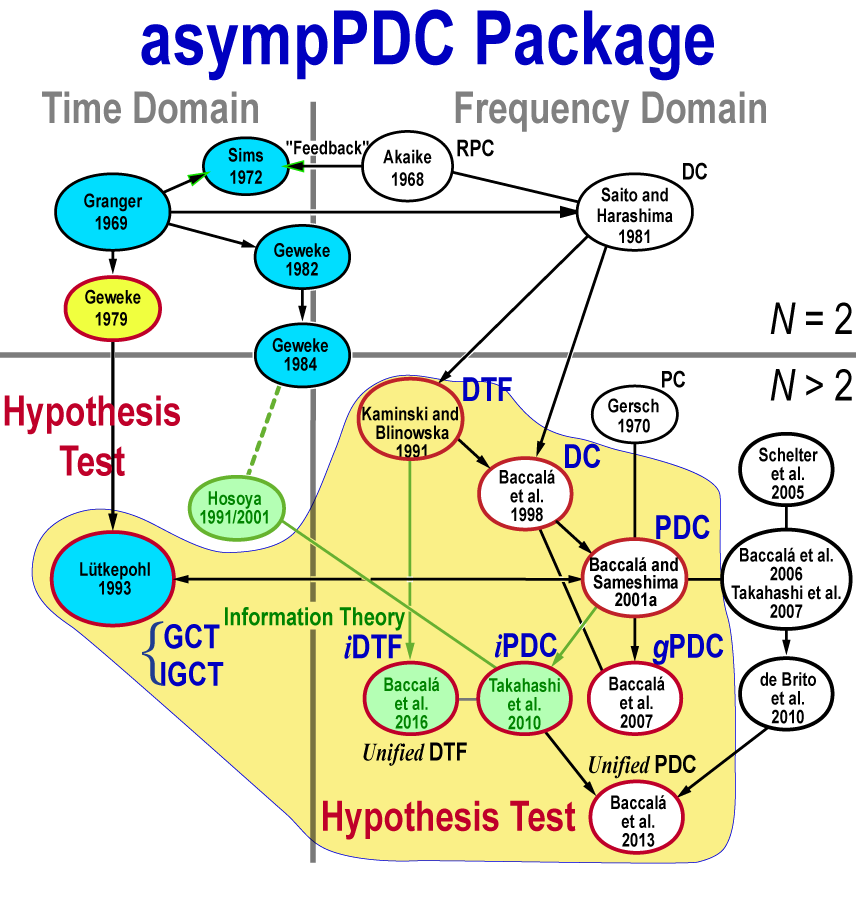 asympPDC Package
Time Domain
Frequency Domain
Sims
1972
"Feedback"
Akaike
1968
RPC
DC
Granger
1969
Saito and
Harashima
1981
Geweke
1982
Geweke
1979
N = 2
Geweke
1984
N > 2
Hypothesis
Test
DTF
Kaminski and
Blinowska
1991
PC
Gersch
1970
DC
Baccalá
et al.
1998
Schelter
et al.
2005
Hosoya
1991/2001
PDC
Lütkepohl
1993
Baccalá and
Sameshima
2001a
Baccalá et al.
2006
Takahashi et al.
2007
Information Theory
{GCT
IGCT
iDTF
iPDC
gPDC
Baccalá
et al.
2016
Takahashi
et al.
2010
Baccalá
et al.
2007
de Brito
et al.
2010
Unified DTF
Unified PDC
Hypothesis Test
Baccalá
et al.
2013